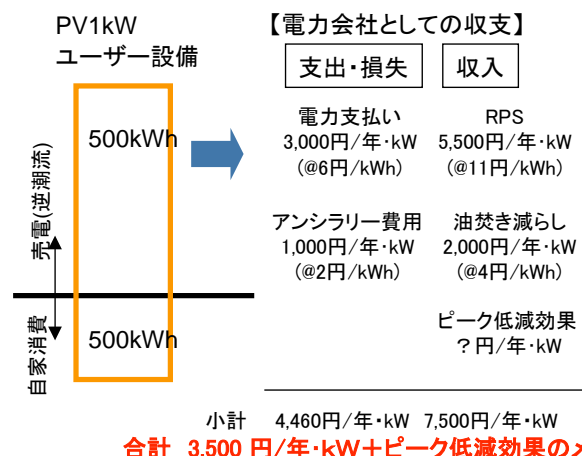 PV1kW
ユーザー設備
【電力会社としての収支】
支出・損失
収入
500kWh
500kWh
売電(逆潮流)
自家消費
電力支払い
3,000円/年・kW
(@6円/kWh)
RPS
5,500円/年・kW
(@11円/kWh)
アンシラリー費用
1,000円/年・kW
(@2円/kWh)
油焚き減らし
2,000円/年・kW
(@4円/kWh)
ピーク低減効果
?円/年・kW
小計 4,460円/年・kW 7,500円/年・kW
合計 3,500 円/年・kW+ピーク低減効果の